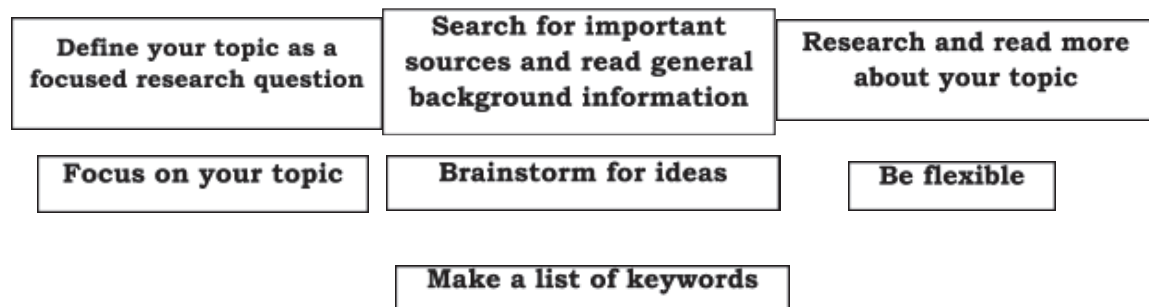 Define your topic as a
focused research question
Search for important
sources and read general
background information
Research and read more
about your topic
Focus on your topic
Brainstorm for ideas
Be flexible
Make a list of keywords